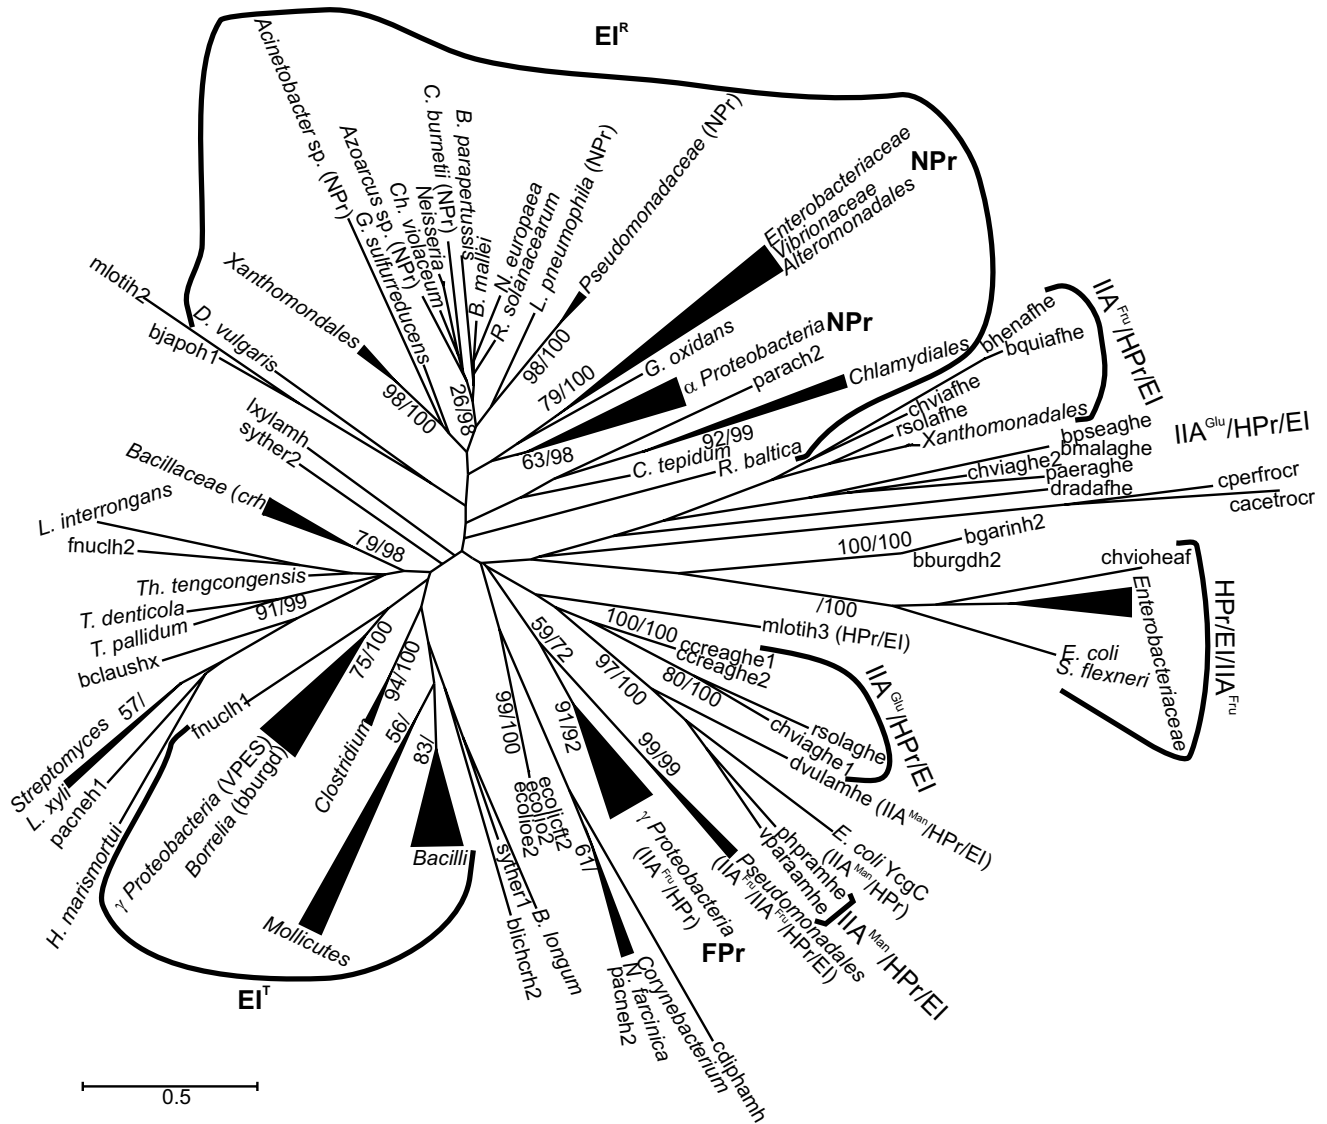 EI^R
Acinetobacter sp. (NPr)
Azoarcus sp. (NPr)
G. sulfurreducens
Ch. violaceum
Neisseria
C. burnetii (NPr)
B. parapertussis
B. mallei
N. europaea
R. solanacearum
L. pneumophila (NPr)
Pseudomonadaceae (NPr)
Enterobacteriaceae
Vibrionaceae
Alteromonadales
NPr
Xanthomondales
98/100
26/98
98/100
79/100
G. oxidans
α Proteobacteria
NPr
63/98
parach2
Chlamydiales
92/99
C. tepidum
R. baltica
mlotih2
bjapoh1
D. vulgaris
lxylamh
syther2
Bacillaceae (crh)
79/98
L. interrongans
fnuclh2
Th. tengcongensis
T. denticola
T. pallidum
91/99
bclaushx
Streptomyces
57/
L. xyli
pacneh1
H. marismortui
fnuclh1
75/100
γ Proteobacteria (VPES)
Borrelia (bburgd)
94/100
Clostridium
56/
Mollicutes
83/
Bacilli
EI^T
syther1
blichcrh2
B. longum
99/100
ecolicft2
ecoljo2
ecolioe2
61/
Corynebacterium
N. farcinica
pacneh2
cdiphamh
91/92
γ Proteobacteria
(IIA^Fru/HPr)
FPr
59/72
99/99
Pseudomonadales
(IIA^Fru/IIA^Fru/HPr/EI)
97/100
phpramhe
vparaamhe
IIA^Man/HPr/EI
E. coli YcgC
(IIA^Man/HPr)
dvulamhe (IIA^Man/HPr/EI)
100/100
ccreaghe1
ccreaghe2
80/100
rsolaghe
chviaghe1
IIA^Glu/HPr/EI
mlotih3 (HPr/EI)
/100
chvioheaf
Enterobacteriaceae
E. coli
S. flexneri
HPr/EI/IIA^Fru
100/100
bgarinh2
bburgdh2
cperfrocr
cacetrocr
bpseaghe
bmalaghe
chviaghe2
paeraghe
dradafhe
IIA^Glu/HPr/EI
bhenafhe
bquiafhe
chviafhe
rsolafhe
Xanthomonadales
IIA^Fru/HPr/EI
0.5